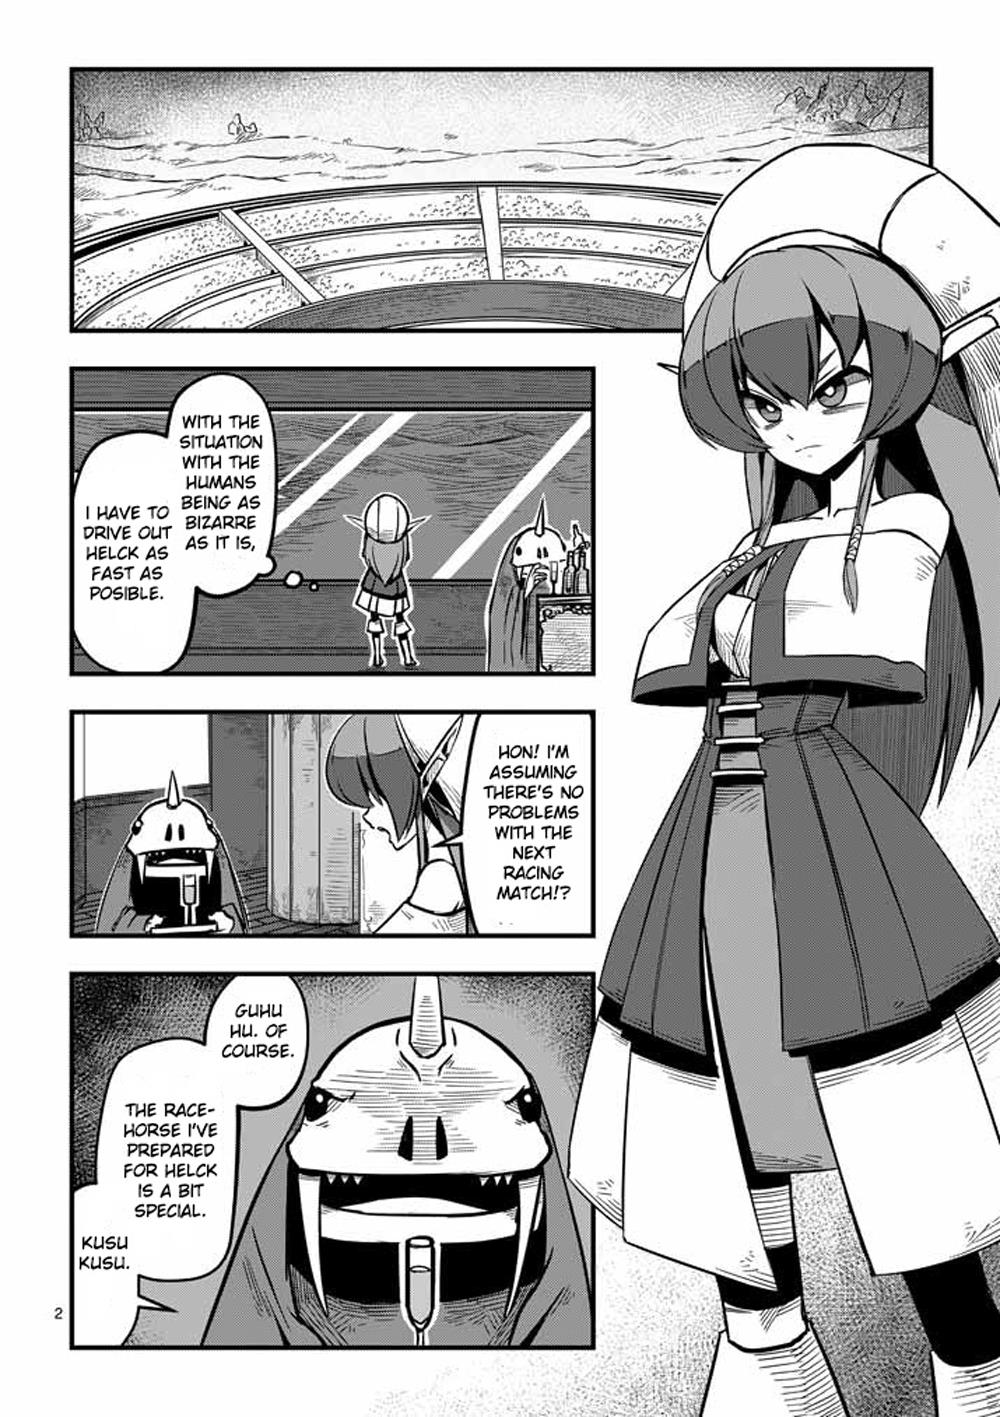 WITH THE
SITUATION
WITH THE
HUMANS
BEING AS
BIZARRE
AS IT IS,
I HAVE TO
DRIVE OUT
HELCK AS
FAST AS
POSIBLE.
HON! I'M
ASSUMING
THERE'S NO
PROBLEMS
WITH THE
NEXT
RACING
MATCH!?
GUHU
HU. OF
COURSE.
THE RACE-
HORSE I'VE
PREPARED
FOR HELCK
IS A BIT
SPECIAL.
KUSU
KUSU.
2